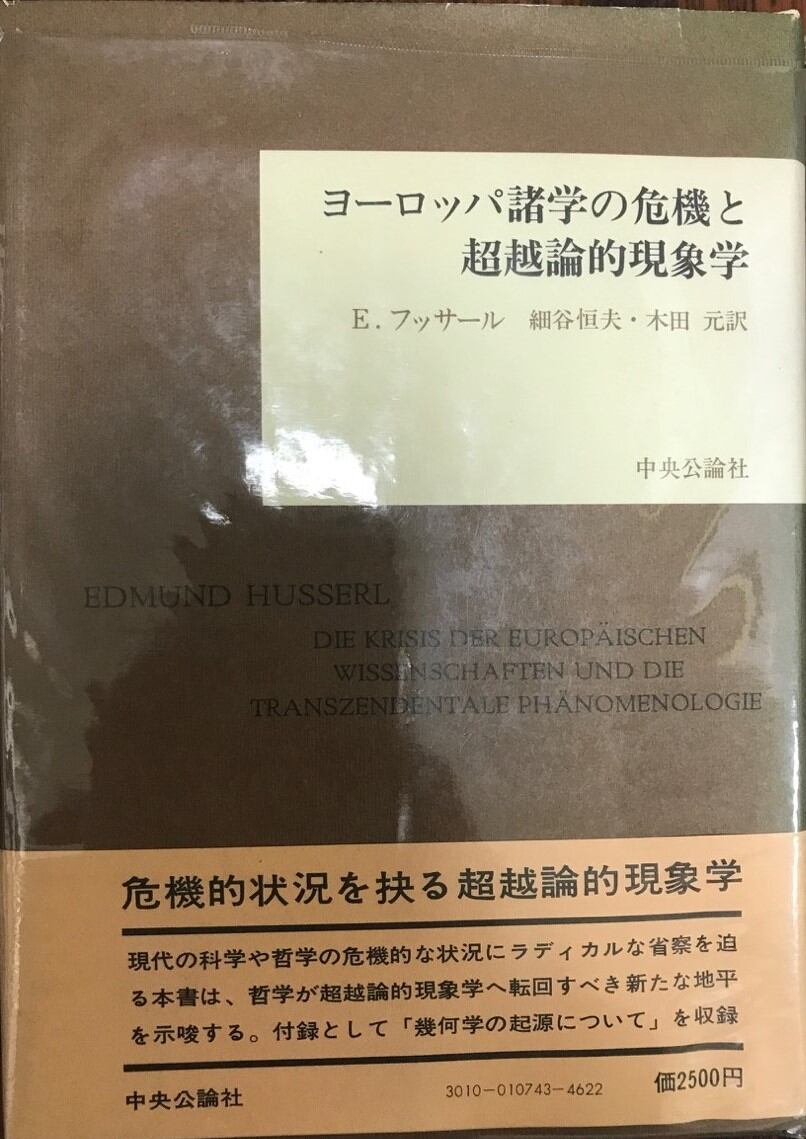 ヨーロッパ諸学の危機と
超越論的現象学
E. フッサール 細谷恒夫・木田 元訳
中央公論社
EDMUND HUSSERL
DIE KRISIS DER EUROPÄISCHEN
WISSENSCHAFTEN UND DIE
TRANSZENDENTALE PHÄNOMENOLOGIE
危機的状況を抉る超越論的現象学
現代の科学や哲学の危機的な状況にラディカルな省察を迫
る本書は、哲学が超越論的現象学へ転回すべき新たな地平
を示唆する。付録として「幾何学の起源について」を収録
中央公論社 3010-010743-4622 価2500円